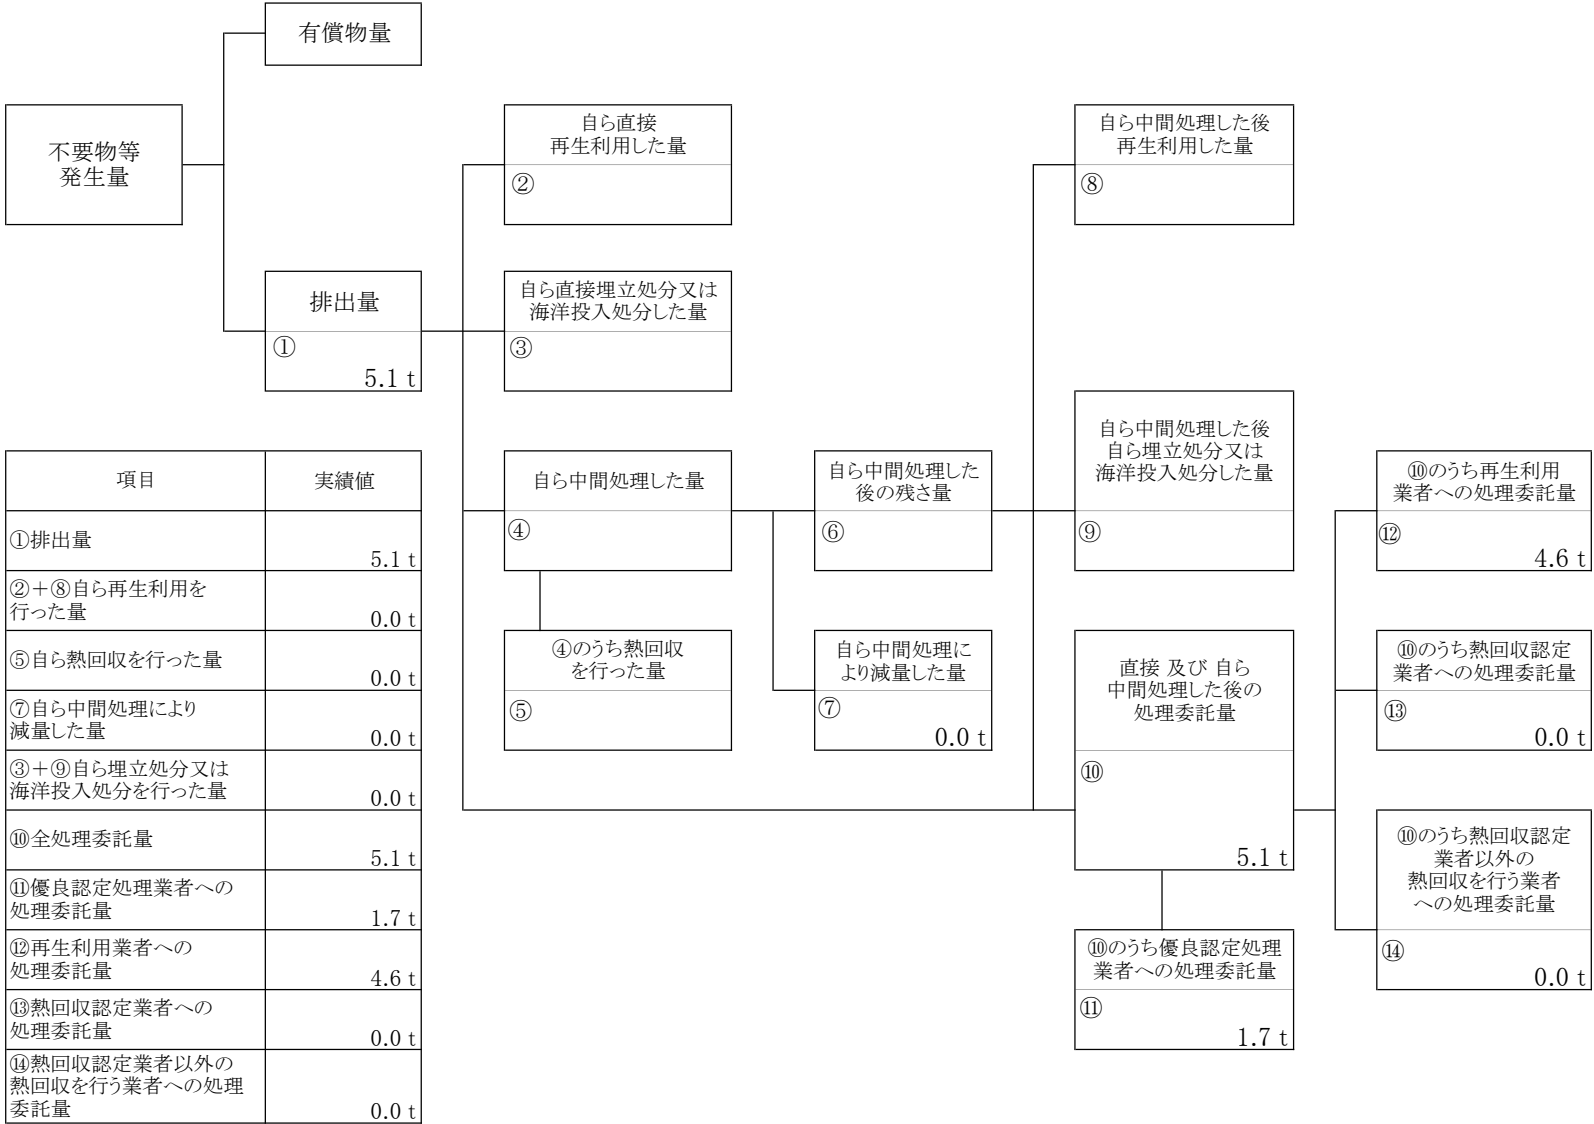 有償物量
不要物等
発生量
自ら直接
再生利用した量
②
自ら中間処理した後
再生利用した量
⑧
排出量
①
5.1 t
自ら直接埋立処分又は
海洋投入処分した量
③
自ら中間処理した量
④
自ら中間処理した
後の残さ量
⑥
自ら中間処理した後
自ら埋立処分又は
海洋投入処分した量
⑨
⑩のうち再生利用
業者への処理委託量
⑫
4.6 t
④のうち熱回収
を行った量
⑤
自ら中間処理に
より減量した量
⑦
0.0 t
直接 及び 自ら
中間処理した後の
処理委託量
⑩
5.1 t
⑩のうち熱回収認定
業者への処理委託量
⑬
0.0 t
⑩のうち熱回収認定
業者以外の
熱回収を行う業者
への処理委託量
⑭
0.0 t
⑩のうち優良認定処理
業者への処理委託量
⑪
1.7 t
項目 実績値
①排出量
5.1 t
②+⑧自ら再生利用を
行った量
0.0 t
⑤自ら熱回収を行った量
0.0 t
⑦自ら中間処理により
減量した量
0.0 t
③+⑨自ら埋立処分又は
海洋投入処分を行った量
0.0 t
⑩全処理委託量
5.1 t
⑪優良認定処理業者への
処理委託量
1.7 t
⑫再生利用業者への
処理委託量
4.6 t
⑬熱回収認定業者への
処理委託量
0.0 t
⑭熱回収認定業者以外の
熱回収を行う業者への処理
委託量
0.0 t